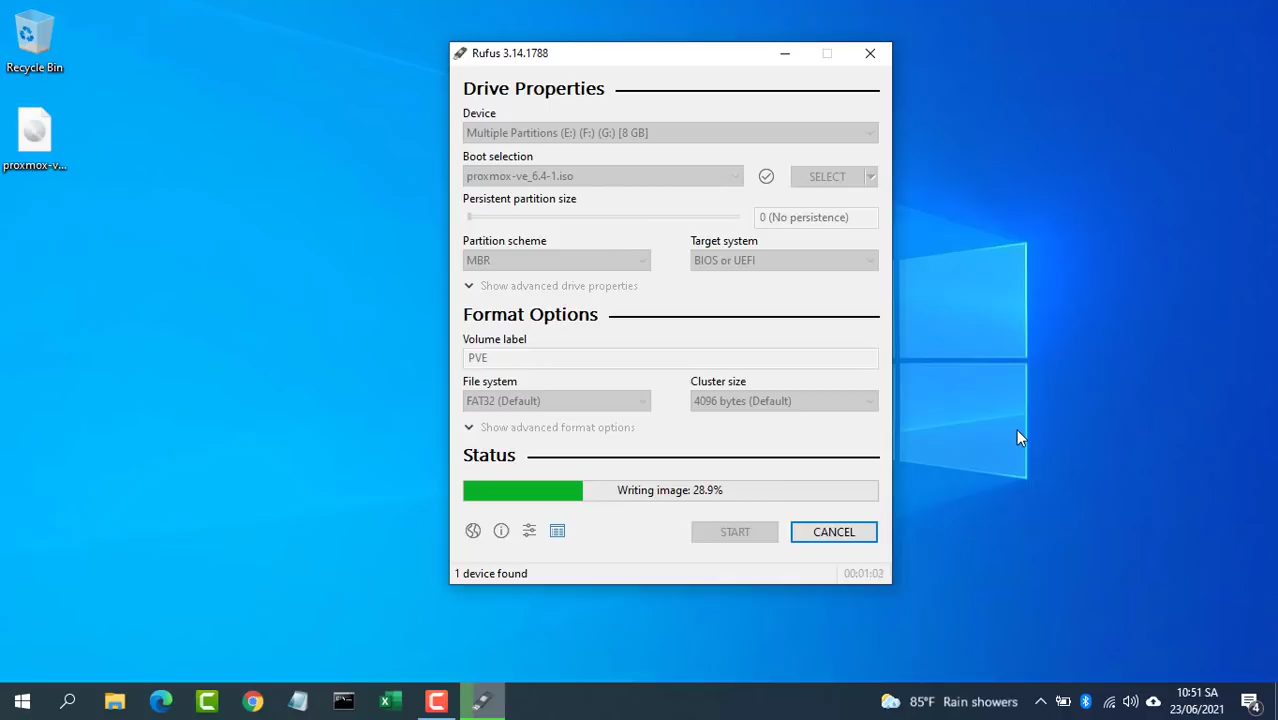 Recycle Bin
proxmox-v...
Rufus 3.14.1788
Drive Properties
Device
Multiple Partitions (E:) (F:) (G:) [8 GB]
Boot selection
proxmox-ve_6.4-1.iso
SELECT
Persistent partition size
0 (No persistence)
Partition scheme
Target system
MBR
BIOS or UEFI
Show advanced drive properties
Format Options
Volume label
PVE
File system
Cluster size
FAT32 (Default)
4096 bytes (Default)
Show advanced format options
Status
Writing image: 28.9%
START
CANCEL
1 device found
00:01:03
85°F Rain showers
10:51 SA
23/06/2021
4